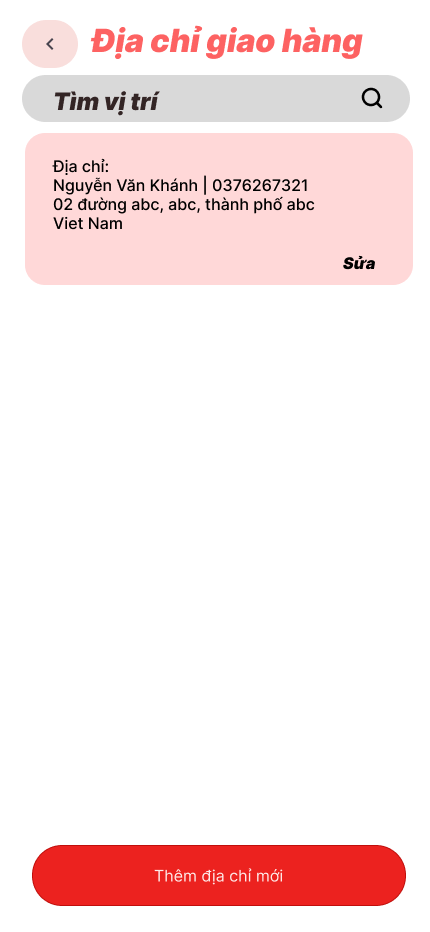 Địa chỉ giao hàng
Tìm vị trí
Địa chỉ:
Nguyễn Văn Khánh | 0376267321
02 đường abc, abc, thành phố abc
Viet Nam
Sửa
Thêm địa chỉ mới